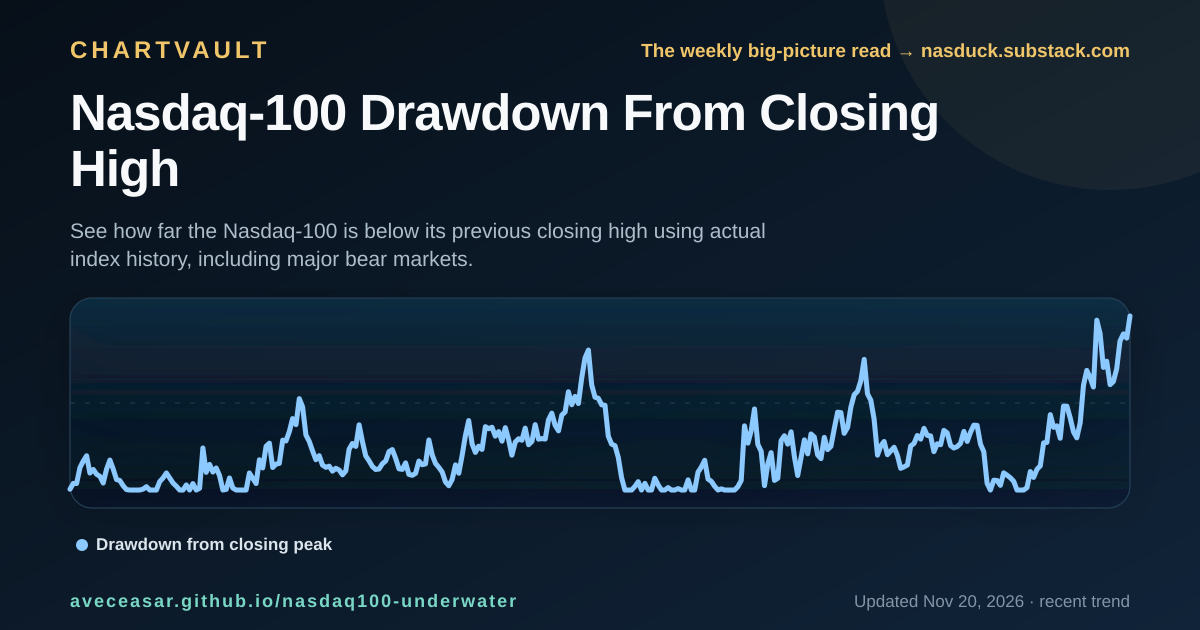 CHARTVAULT
The weekly big-picture read → nasduck.substack.com
Nasdaq-100 Drawdown From Closing
High
See how far the Nasdaq-100 is below its previous closing high using actual
index history, including major bear markets.
Drawdown from closing peak
aveceasar.github.io/nasdaq100-underwater
Updated Nov 20, 2026 · recent trend